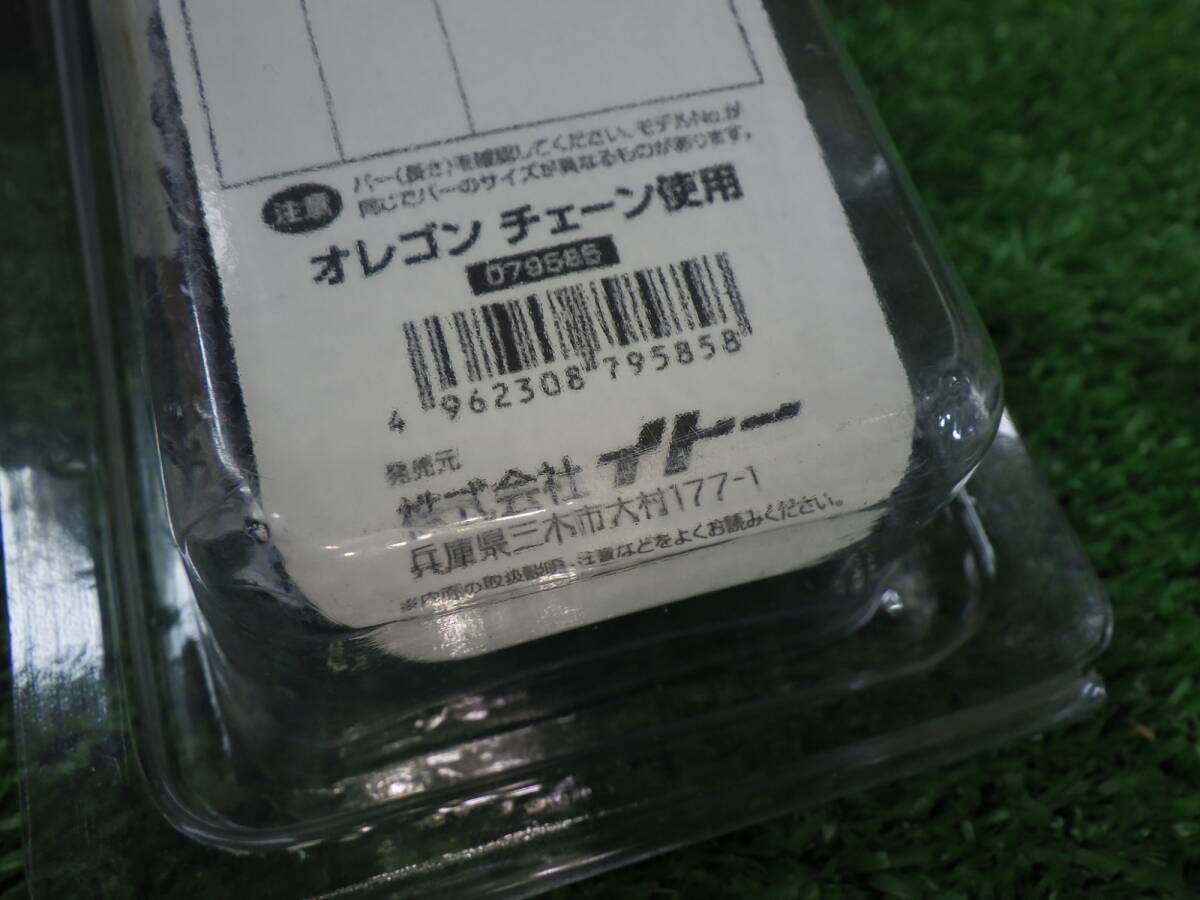 注意
バー(長さ)を確認してください。モデルNo.が
同じでバーのサイズが異なるものがあります。
オレゴン チェーン使用
079585
4 962308 795858
発売元
株式会社 イトー
兵庫県三木市大村177-1
※内部の取扱説明・注意などをよくお読みください。